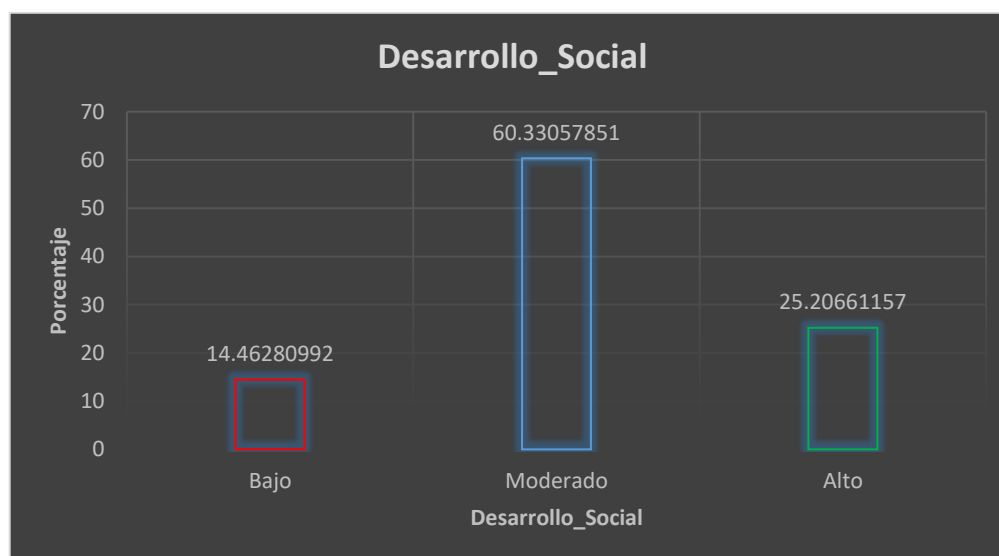 Desarrollo_Social
70
60
50
40
30
20
10
0
Porcentaje
14.46280992
60.33057851
25.20661157
Bajo
Moderado
Alto
Desarrollo_Social